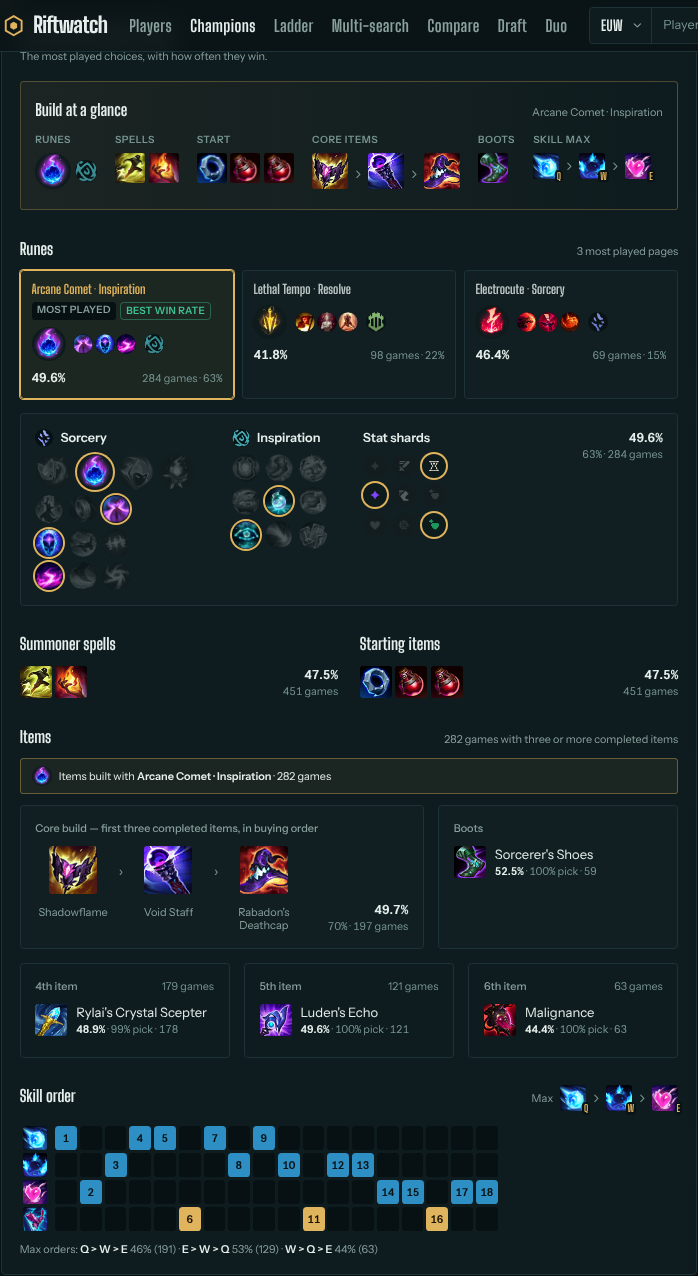 Riftwatch Players Champions Ladder Multi-search Compare Draft Duo EUW Player
The most played choices, with how often they win.
Build at a glance Arcane Comet · Inspiration
RUNES SPELLS START CORE ITEMS BOOTS SKILL MAX
Q W E
Runes 3 most played pages
Arcane Comet · Inspiration
MOST PLAYED BEST WIN RATE
49.6% 284 games · 63%
Lethal Tempo · Resolve
41.8% 98 games · 22%
Electrocute · Sorcery
46.4% 69 games · 15%
Sorcery Inspiration Stat shards 49.6%
63% · 284 games
Summoner spells Starting items
47.5% 47.5%
451 games 451 games
Items 282 games with three or more completed items
Items built with Arcane Comet · Inspiration · 282 games
Core build — first three completed items, in buying order
Shadowflame Void Staff Rabadon's Deathcap
49.7%
70% · 197 games
Boots
Sorcerer's Shoes
52.5% · 100% pick · 59
4th item 179 games
Rylai's Crystal Scepter
48.9% · 99% pick · 178
5th item 121 games
Luden's Echo
49.6% · 100% pick · 121
6th item 63 games
Malignance
44.4% · 100% pick · 63
Skill order Max Q W E
1 4 5 7 9
3 8 10 12 13
2 14 15 17 18
6 11 16
Max orders: Q > W > E 46% (191) · E > W > Q 53% (129) · W > Q > E 44% (63)